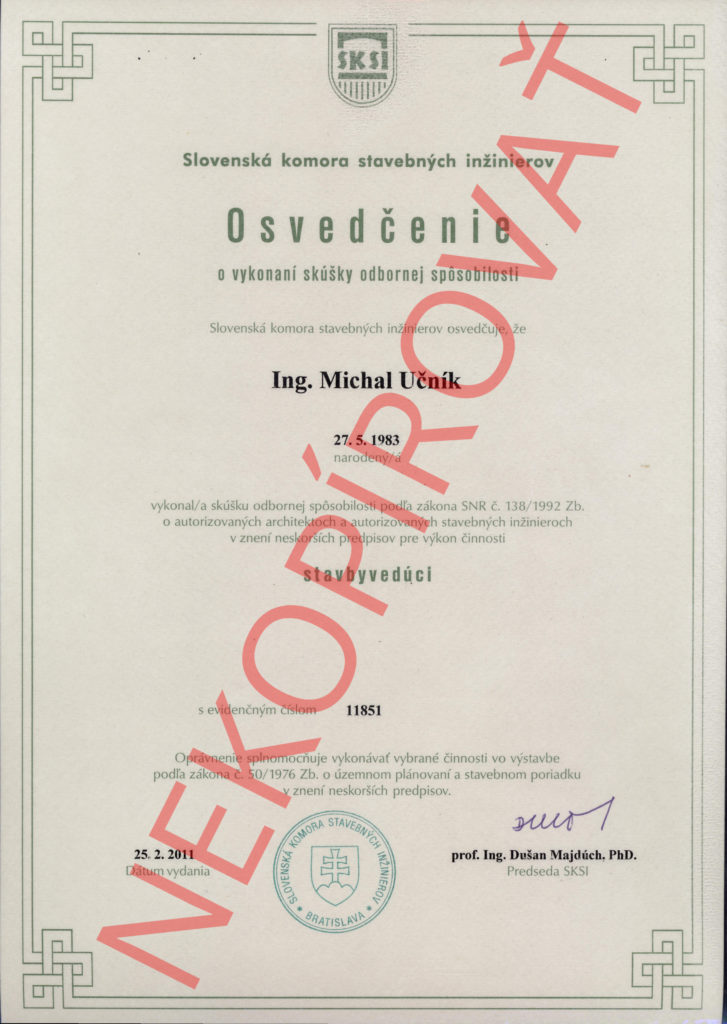 SKSI
Slovenská komora stavebných inžinierov
Osvedčenie
o vykonaní skúšky odbornej spôsobilosti
Slovenská komora stavebných inžinierov osvedčuje, že
Ing. Michal Učník
27. 5. 1983
narodený/á
vykonal/a skúšku odbornej spôsobilosti podľa zákona SNR č. 138/1992 Zb.
o autorizovaných architektoch a autorizovaných stavebných inžinieroch
v znení neskorších predpisov pre výkon činnosti
stavbyvedúci
s evidenčným číslom 11851
Oprávnenie splnomocňuje vykonávať vybrané činnosti vo výstavbe
podľa zákona č. 50/1976 Zb. o územnom plánovaní a stavebnom poriadku
v znení neskorších predpisov.
25. 2. 2011
Dátum vydania
SLOVENSKÁ KOMORA STAVEBNÝCH INŽINIEROV
* BRATISLAVA *
prof. Ing. Dušan Majdúch, PhD.
Predseda SKSI
NEKOPÍROVAŤ